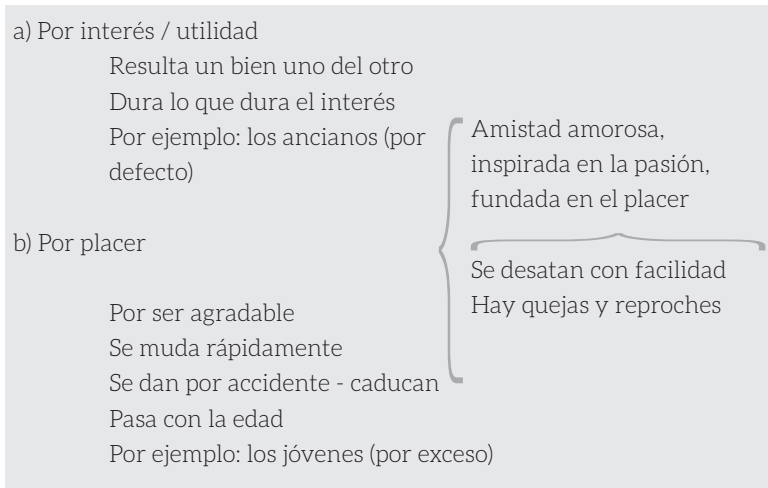 a) Por interés / utilidad
Resulta un bien uno del otro
Dura lo que dura el interés
Por ejemplo: los ancianos (por
defecto)
b) Por placer
Por ser agradable
Se muda rápidamente
Se dan por accidente - caducan
Pasa con la edad
Por ejemplo: los jóvenes (por exceso)
Amistad amorosa,
inspirada en la pasión,
fundada en el placer
Se desatan con facilidad
Hay quejas y reproches